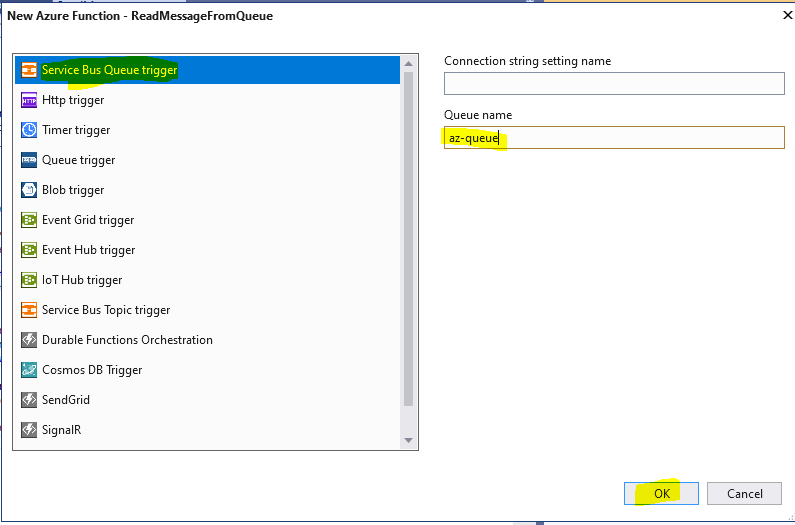 New Azure Function - ReadMessageFromQueue
Service Bus Queue trigger
HTTP
Http trigger
Timer trigger
Queue trigger
Blob trigger
Event Grid trigger
Event Hub trigger
IoT Hub trigger
Service Bus Topic trigger
Durable Functions Orchestration
Cosmos DB Trigger
SendGrid
SignalR
Connection string setting name
Queue name
az-queue
OK
Cancel